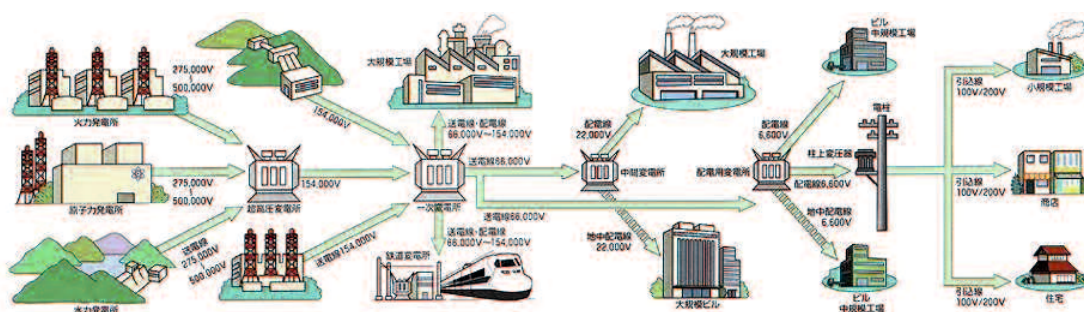 275,000V
~
500,000V
火力発電所
原子力発電所
275,000V
~
500,000V
送電線
275,000V
~
500,000V
水力発電所
154,000V
超高圧変電所
154,000V
送電線154,000V
大規模工場
送電線・配電線
66,000V~154,000V
一次変電所
送電線66,000V
送電線66,000V
送電線・配電線
66,000V~154,000V
鉄道変電所
大規模工場
配電線
22,000V
中間変電所
地中配電線
22,000V
大規模ビル
ビル
中規模工場
配電線
6,600V
配電用変電所
配電線6,600V
地中配電線
6,600V
ビル
中規模工場
電柱
柱上変圧器
引込線
100V/200V
小規模工場
引込線
100V/200V
商店
引込線
100V/200V
住宅